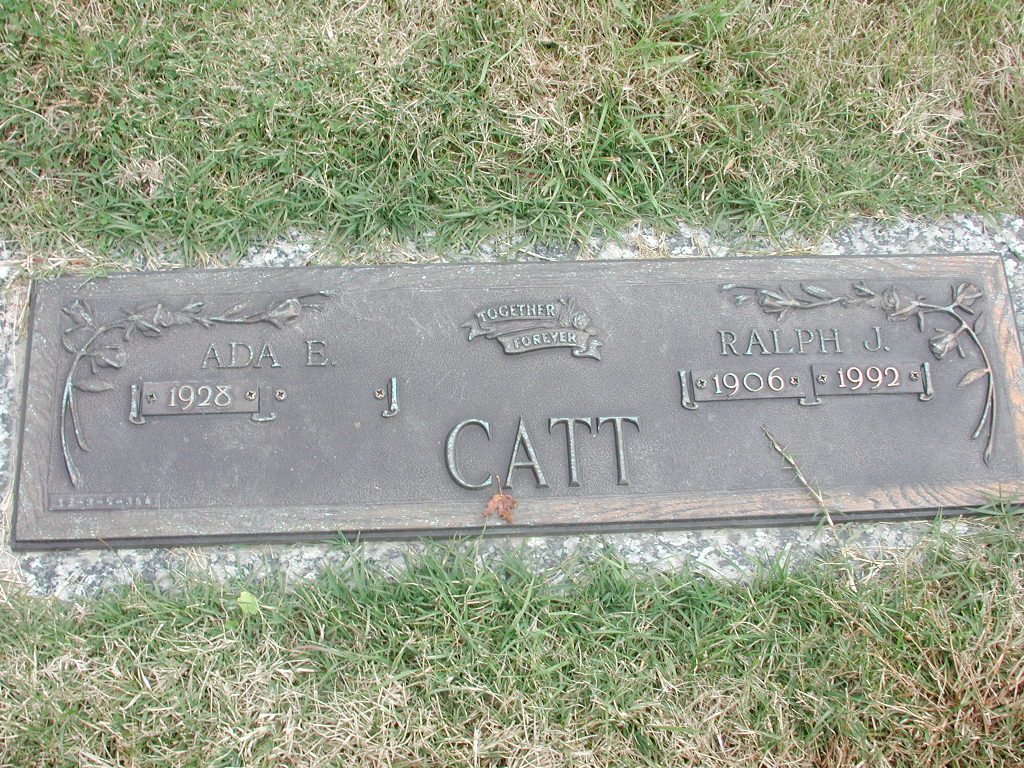 TOGETHER
FOREVER
ADA E.
1928
RALPH J.
1906 1992
CATT